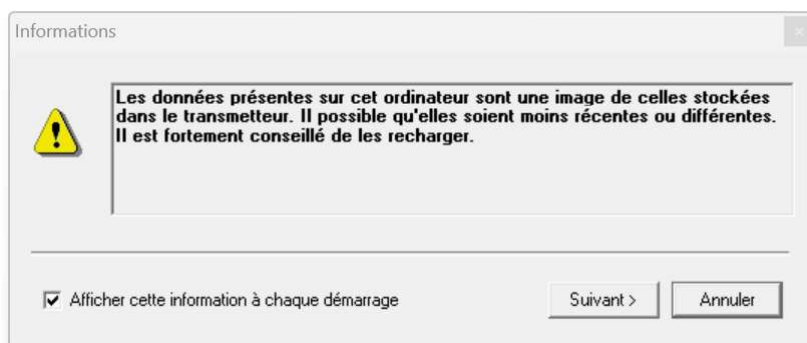 Informations
Les données présentes sur cet ordinateur sont une image de celles stockées
dans le transmetteur. Il possible qu'elles soient moins récentes ou différentes.
Il est fortement conseillé de les recharger.
Afficher cette information à chaque démarrage
Suivant >
Annuler